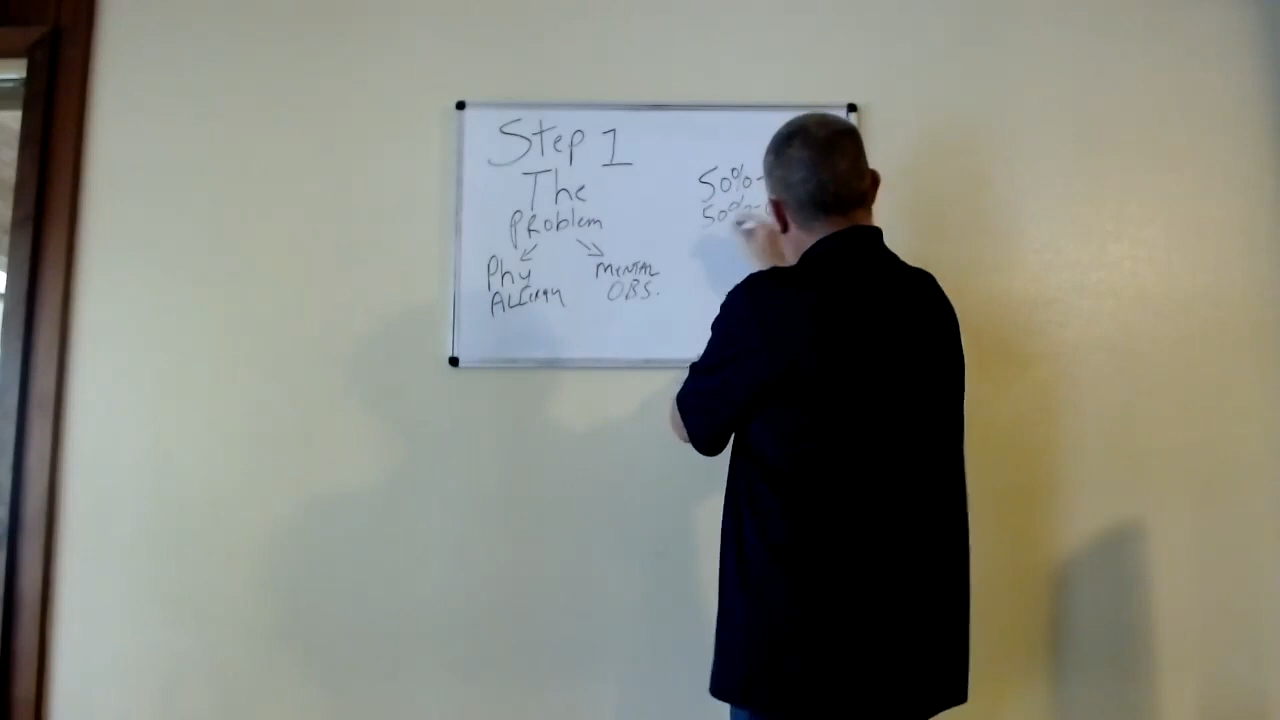 Step 1
The
PRoblem
Phy MENTAL
ALLERGY OBS.
50%-
50%-